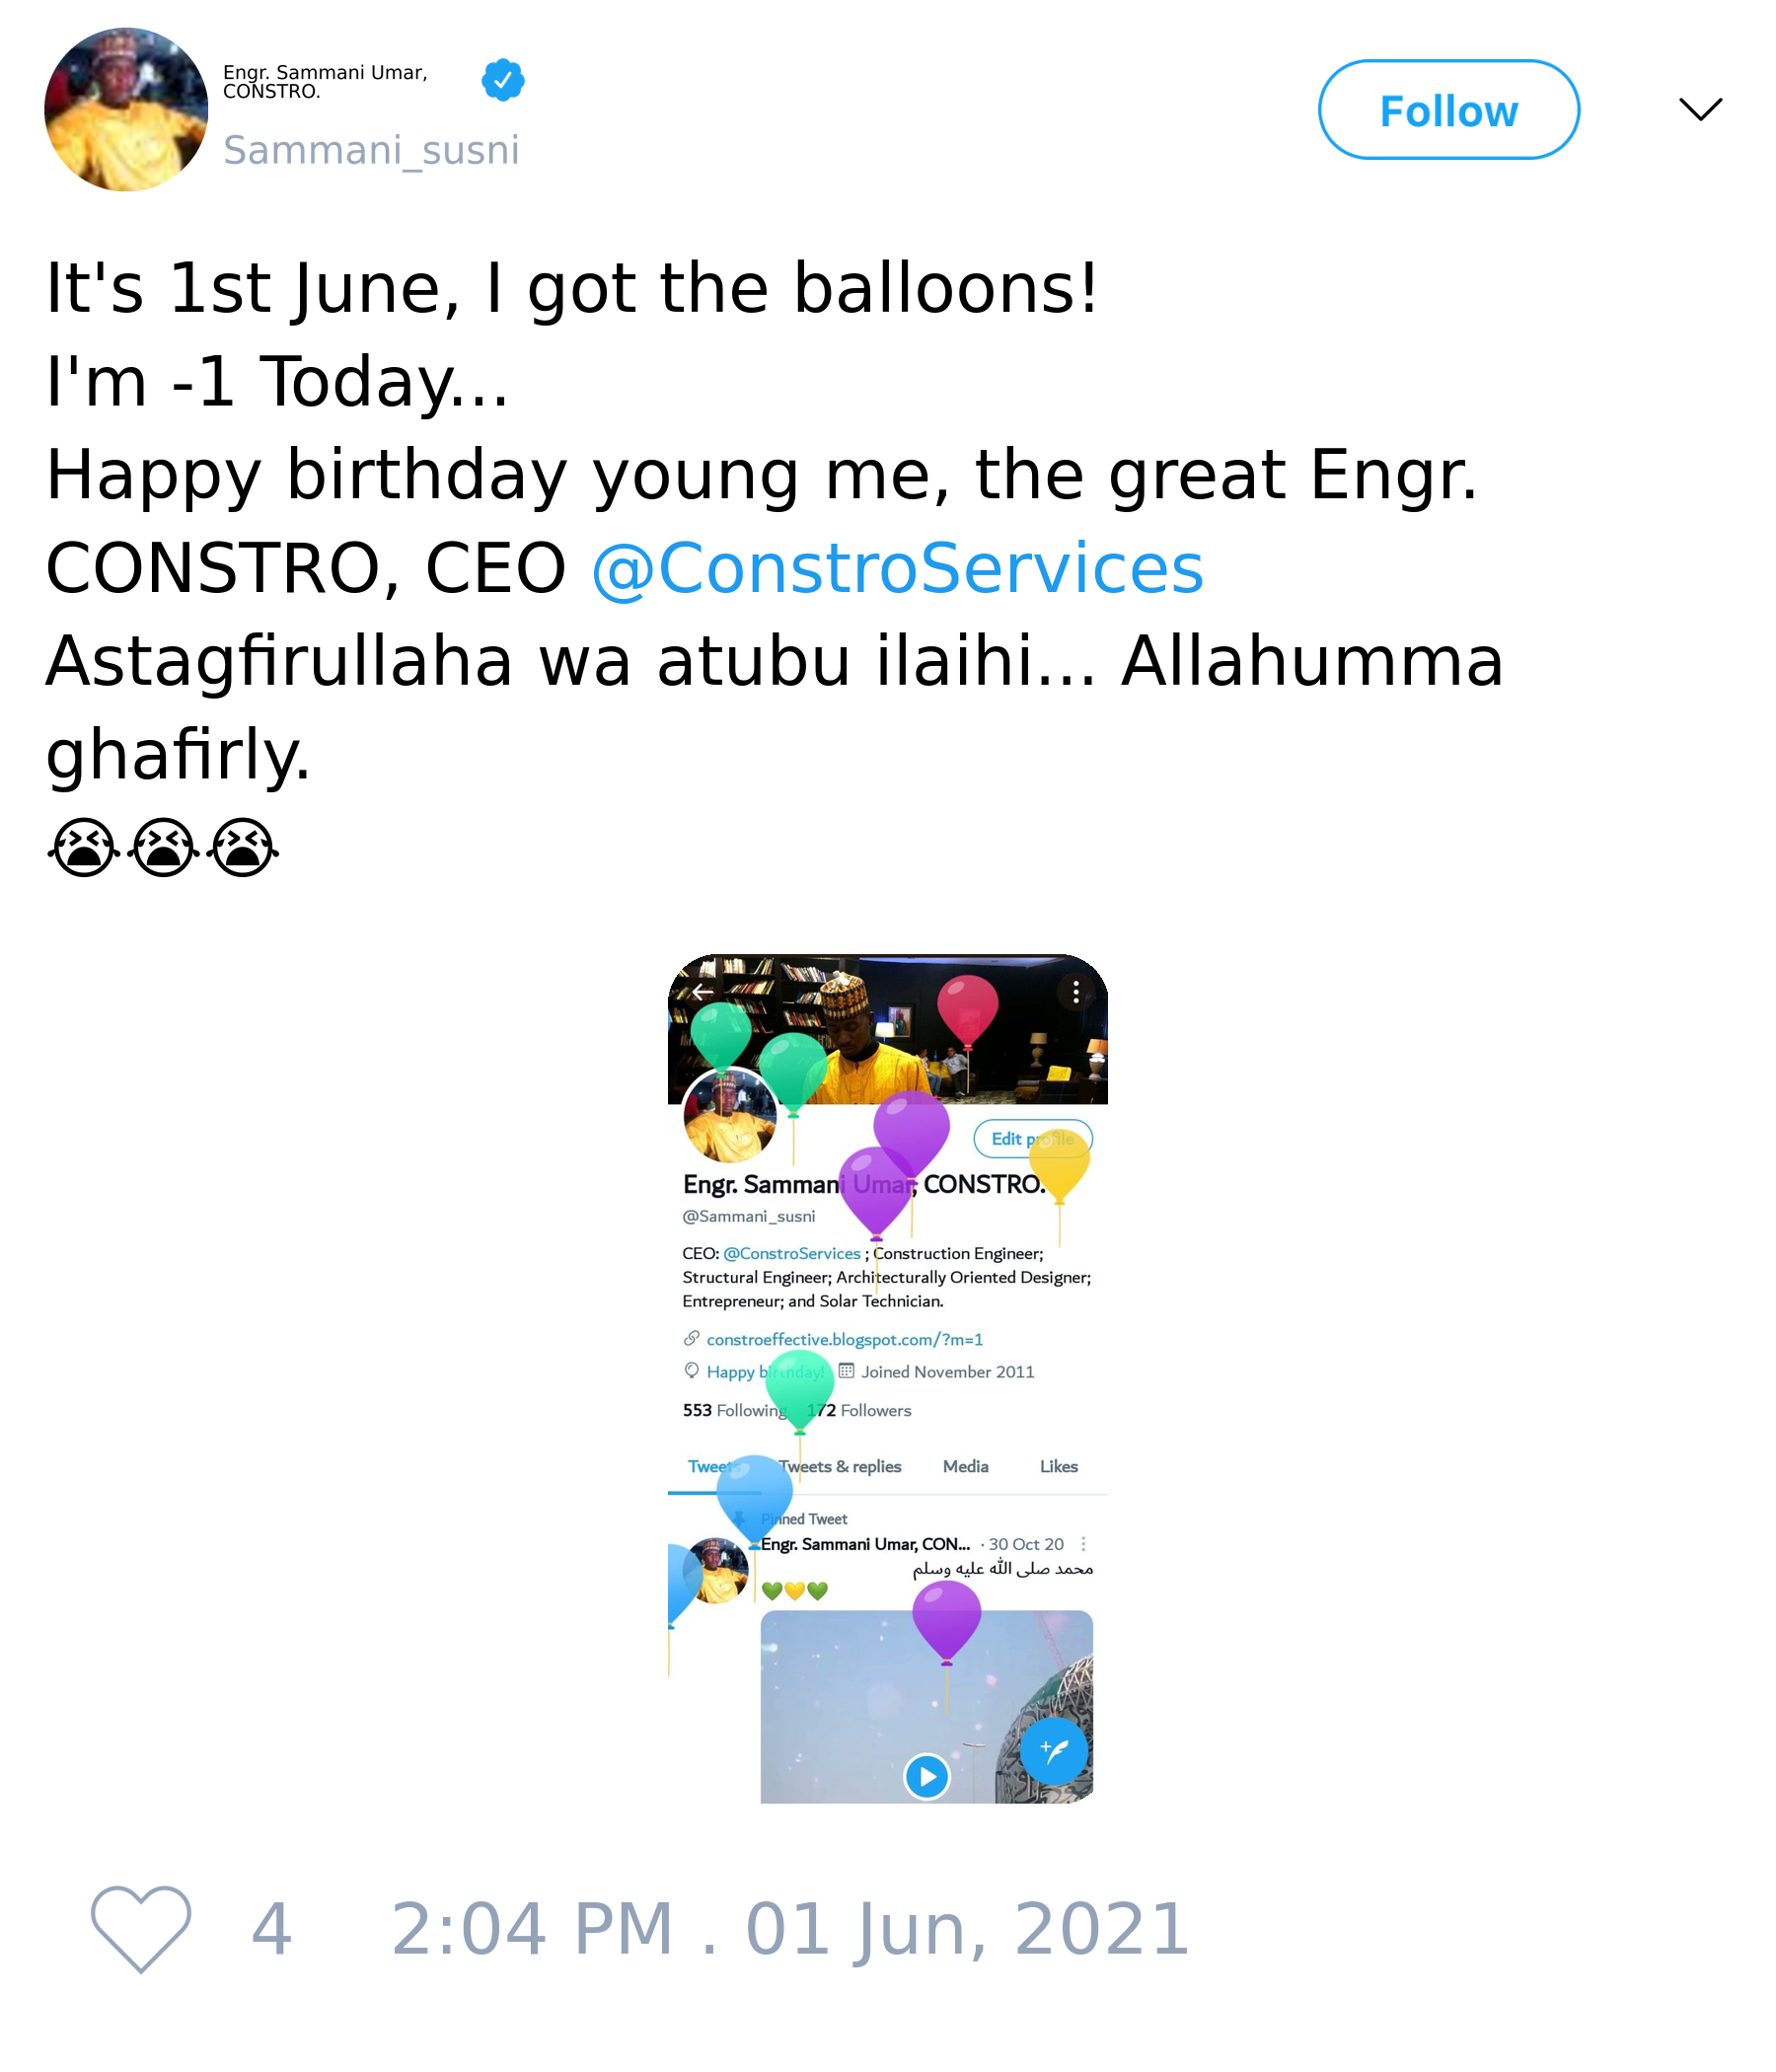 Engr. Sammani Umar,
CONSTRO.
Sammani_susni
Follow
It's 1st June, I got the balloons!
I'm -1 Today...
Happy birthday young me, the great Engr.
CONSTRO, CEO @ConstroServices
Astagfirullaha wa atubu ilaihi... Allahumma
ghafirly.
😭😭😭
Edit profile
Engr. Sammani Umar, CONSTRO.
@Sammani_susni
CEO: @ConstroServices ; Construction Engineer;
Structural Engineer; Architecturally Oriented Designer;
Entrepreneur; and Solar Technician.
constroeffective.blogspot.com/?m=1
Happy birthday! Joined November 2011
553 Following 172 Followers
Tweets Tweets & replies Media Likes
Pinned Tweet
Engr. Sammani Umar, CON... · 30 Oct 20
محمد صلى الله عليه وسلم
💚💛💚
4 2:04 PM . 01 Jun, 2021